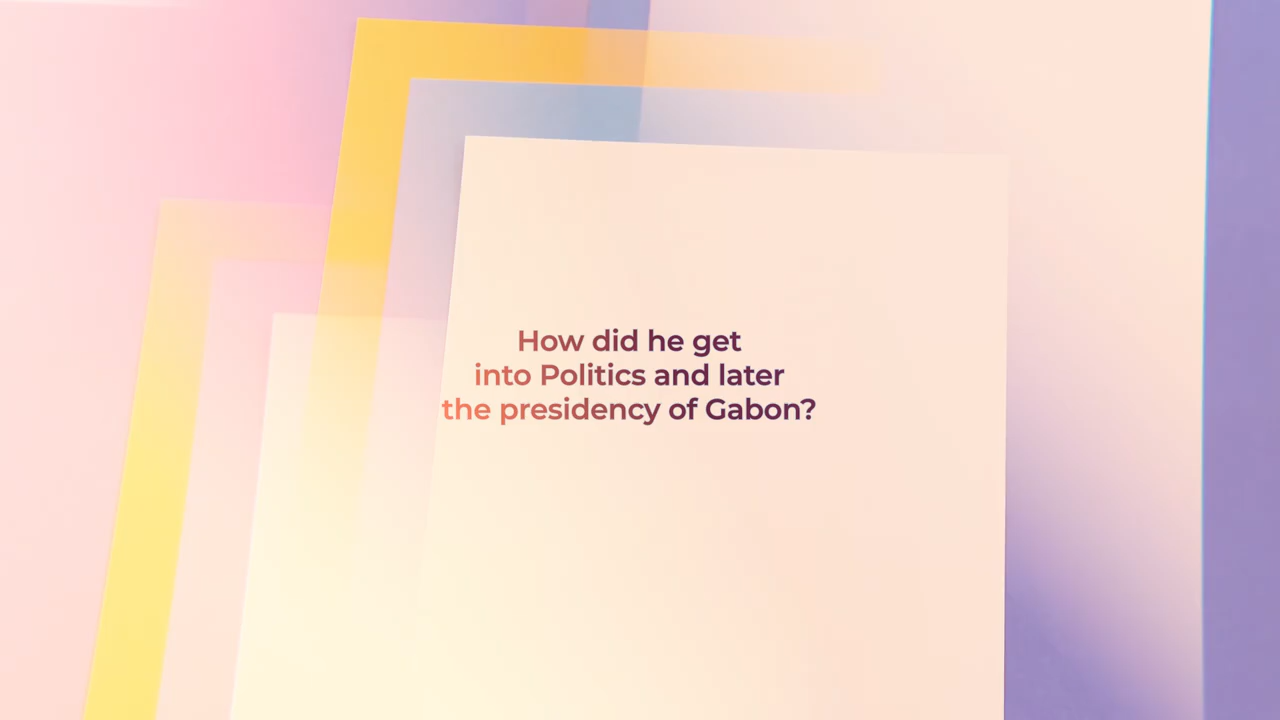 How did he get
into Politics and later
the presidency of Gabon?